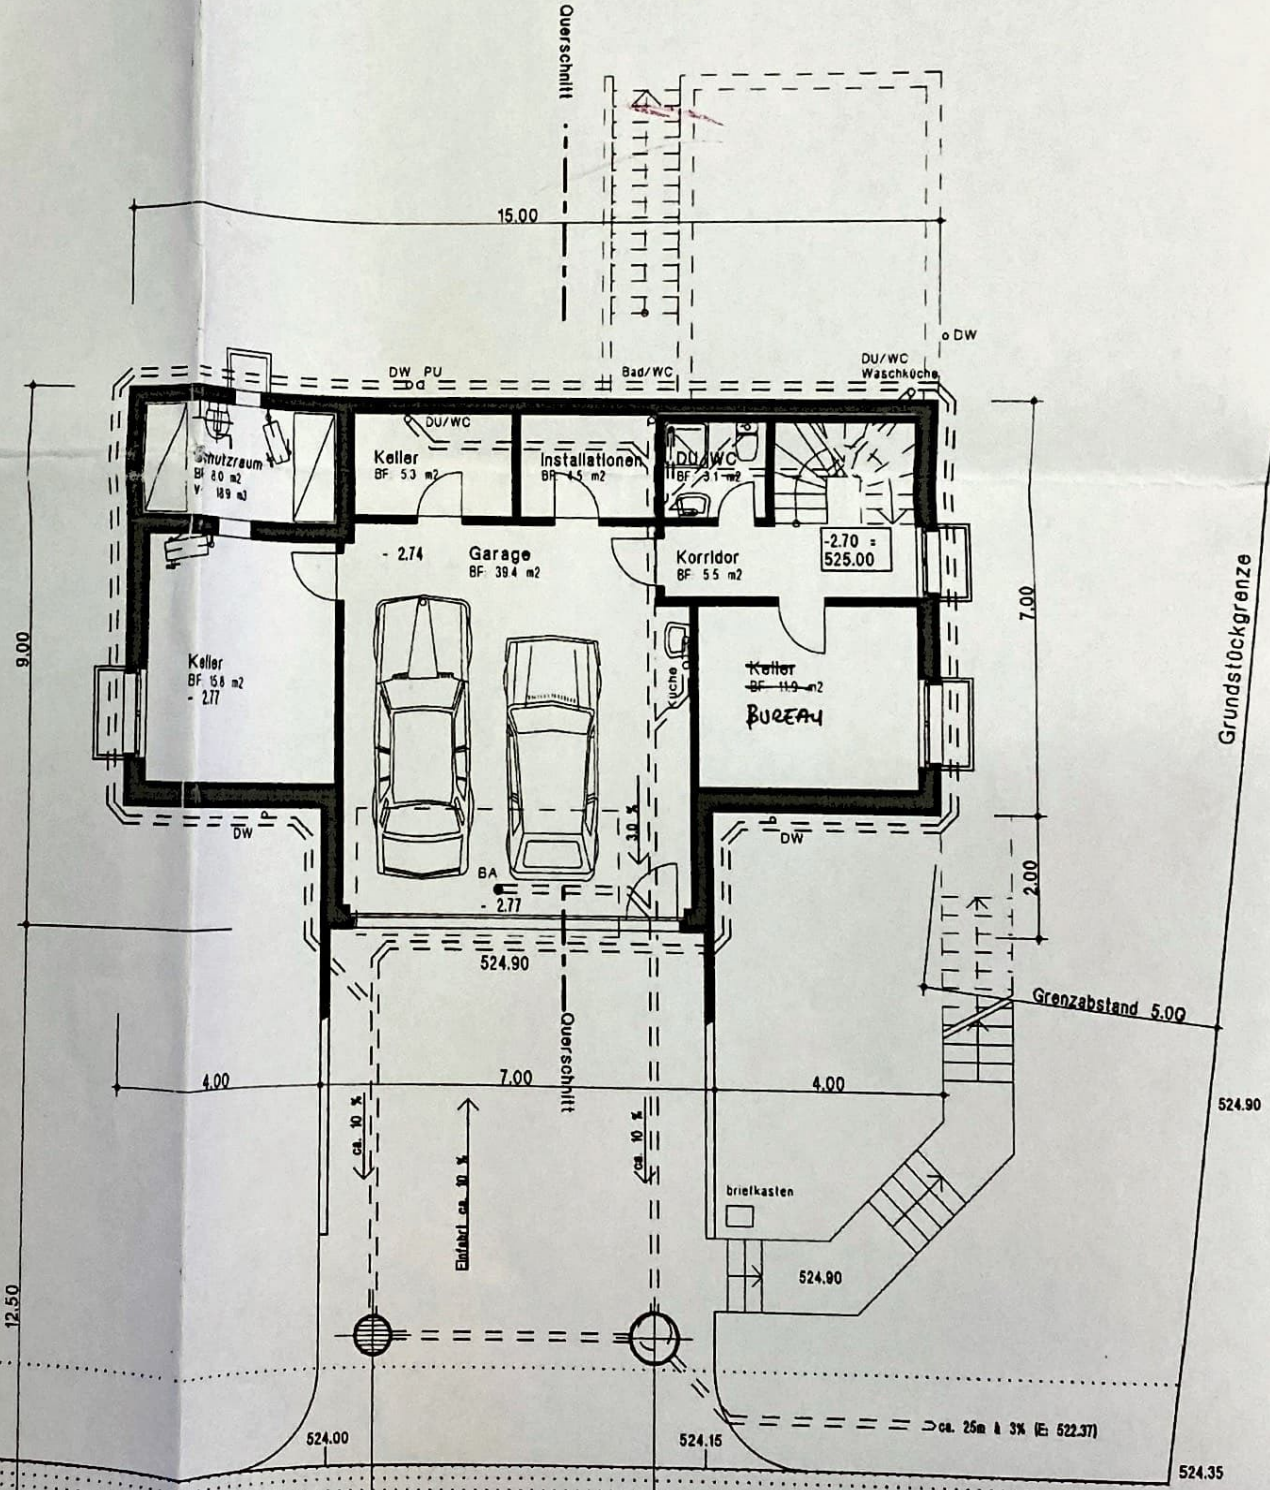 Querschnitt
15.00
DW
DU/WC
Waschküche
DW PU
Bad/WC
DU/WC
Schutzraum
BF 8.0 m2
V 18.9 m3
Keller
BF 5.3 m2
Installationen
BF 4.5 m2
DU/WC
BF 3.1 m2
- 2.74
Garage
BF: 39.4 m2
Korridor
BF 5.5 m2
-2.70 =
525.00
9.00
7.00
Grundstückgrenze
Keller
BF 15.8 m2
- 2.77
Küche
Keller
BF 11.9 m2
BUREAU
3.0 %
DW
DW
2.00
BA
- 2.77
524.90
Grenzabstand 5.00
Querschnitt
4.00
7.00
4.00
524.90
ca. 10 %
Einfahrt ca. 10 %
ca. 10 %
briefkasten
524.90
12.50
ca. 25m à 3% (E: 522.37)
524.00
524.15
524.35